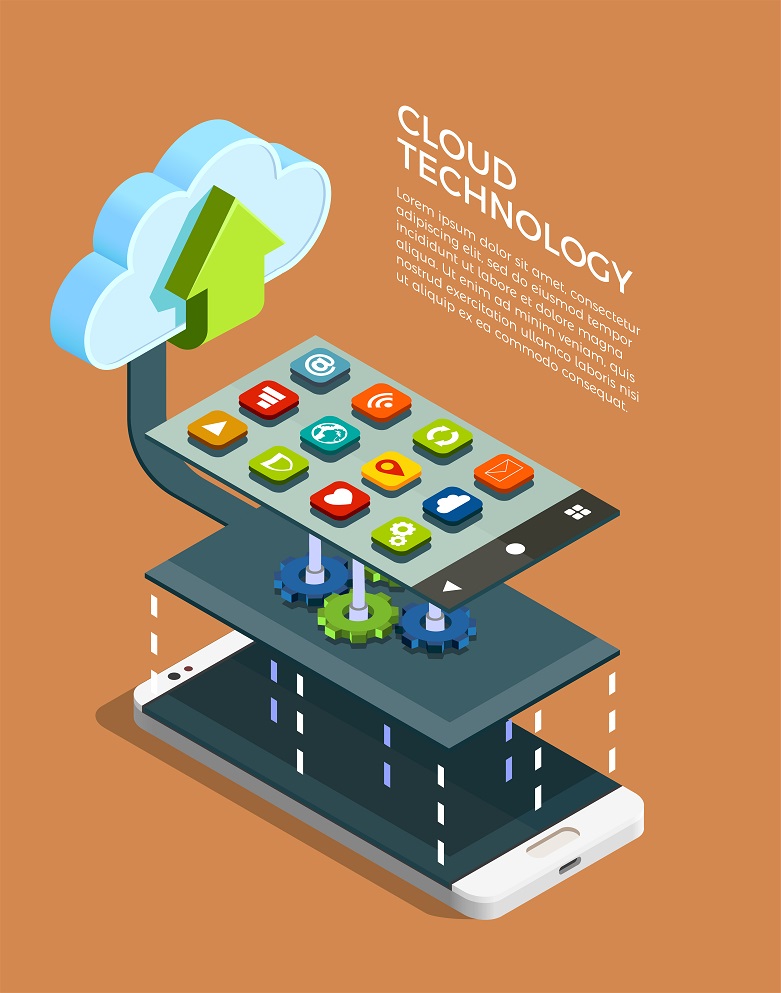 CLOUD
TECHNOLOGY
Lorem ipsum dolor sit amet, consectetur
adipiscing elit, sed do eiusmod tempor
incididunt ut labore et dolore magna
aliqua. Ut enim ad minim veniam, quis
nostrud exercitation ullamco laboris nisi
ut aliquip ex ea commodo consequat.
@